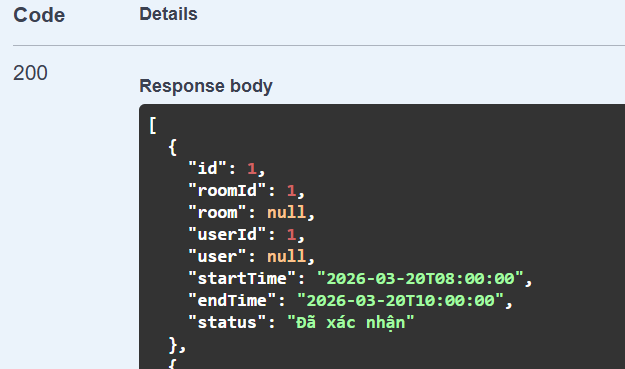 Code Details
200
Response body
[
{
"id": 1,
"roomId": 1,
"room": null,
"userId": 1,
"user": null,
"startTime": "2026-03-20T08:00:00",
"endTime": "2026-03-20T10:00:00",
"status": "Đã xác nhận"
},
{